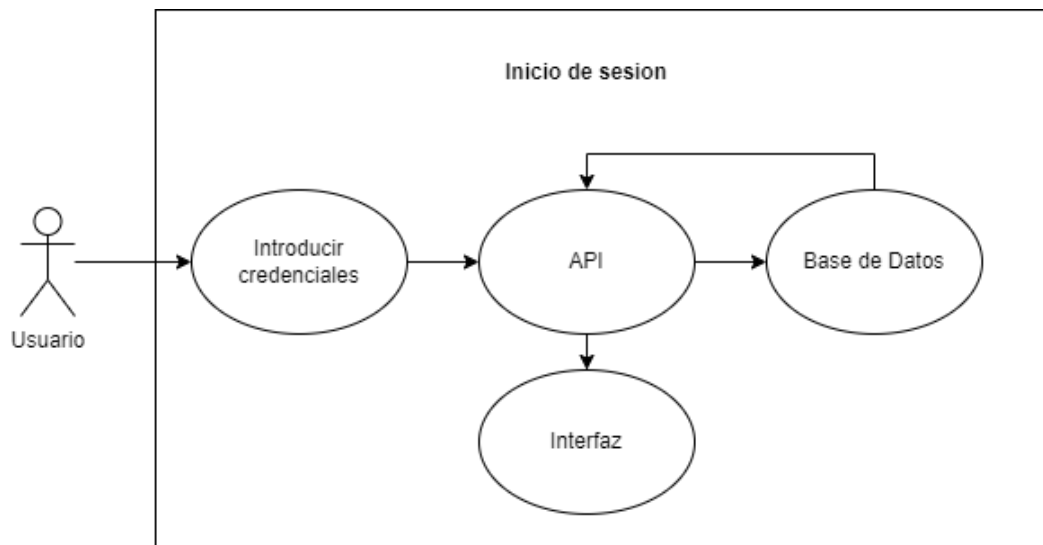 Inicio de sesion
Introducir
credenciales
API
Base de Datos
Usuario
Interfaz